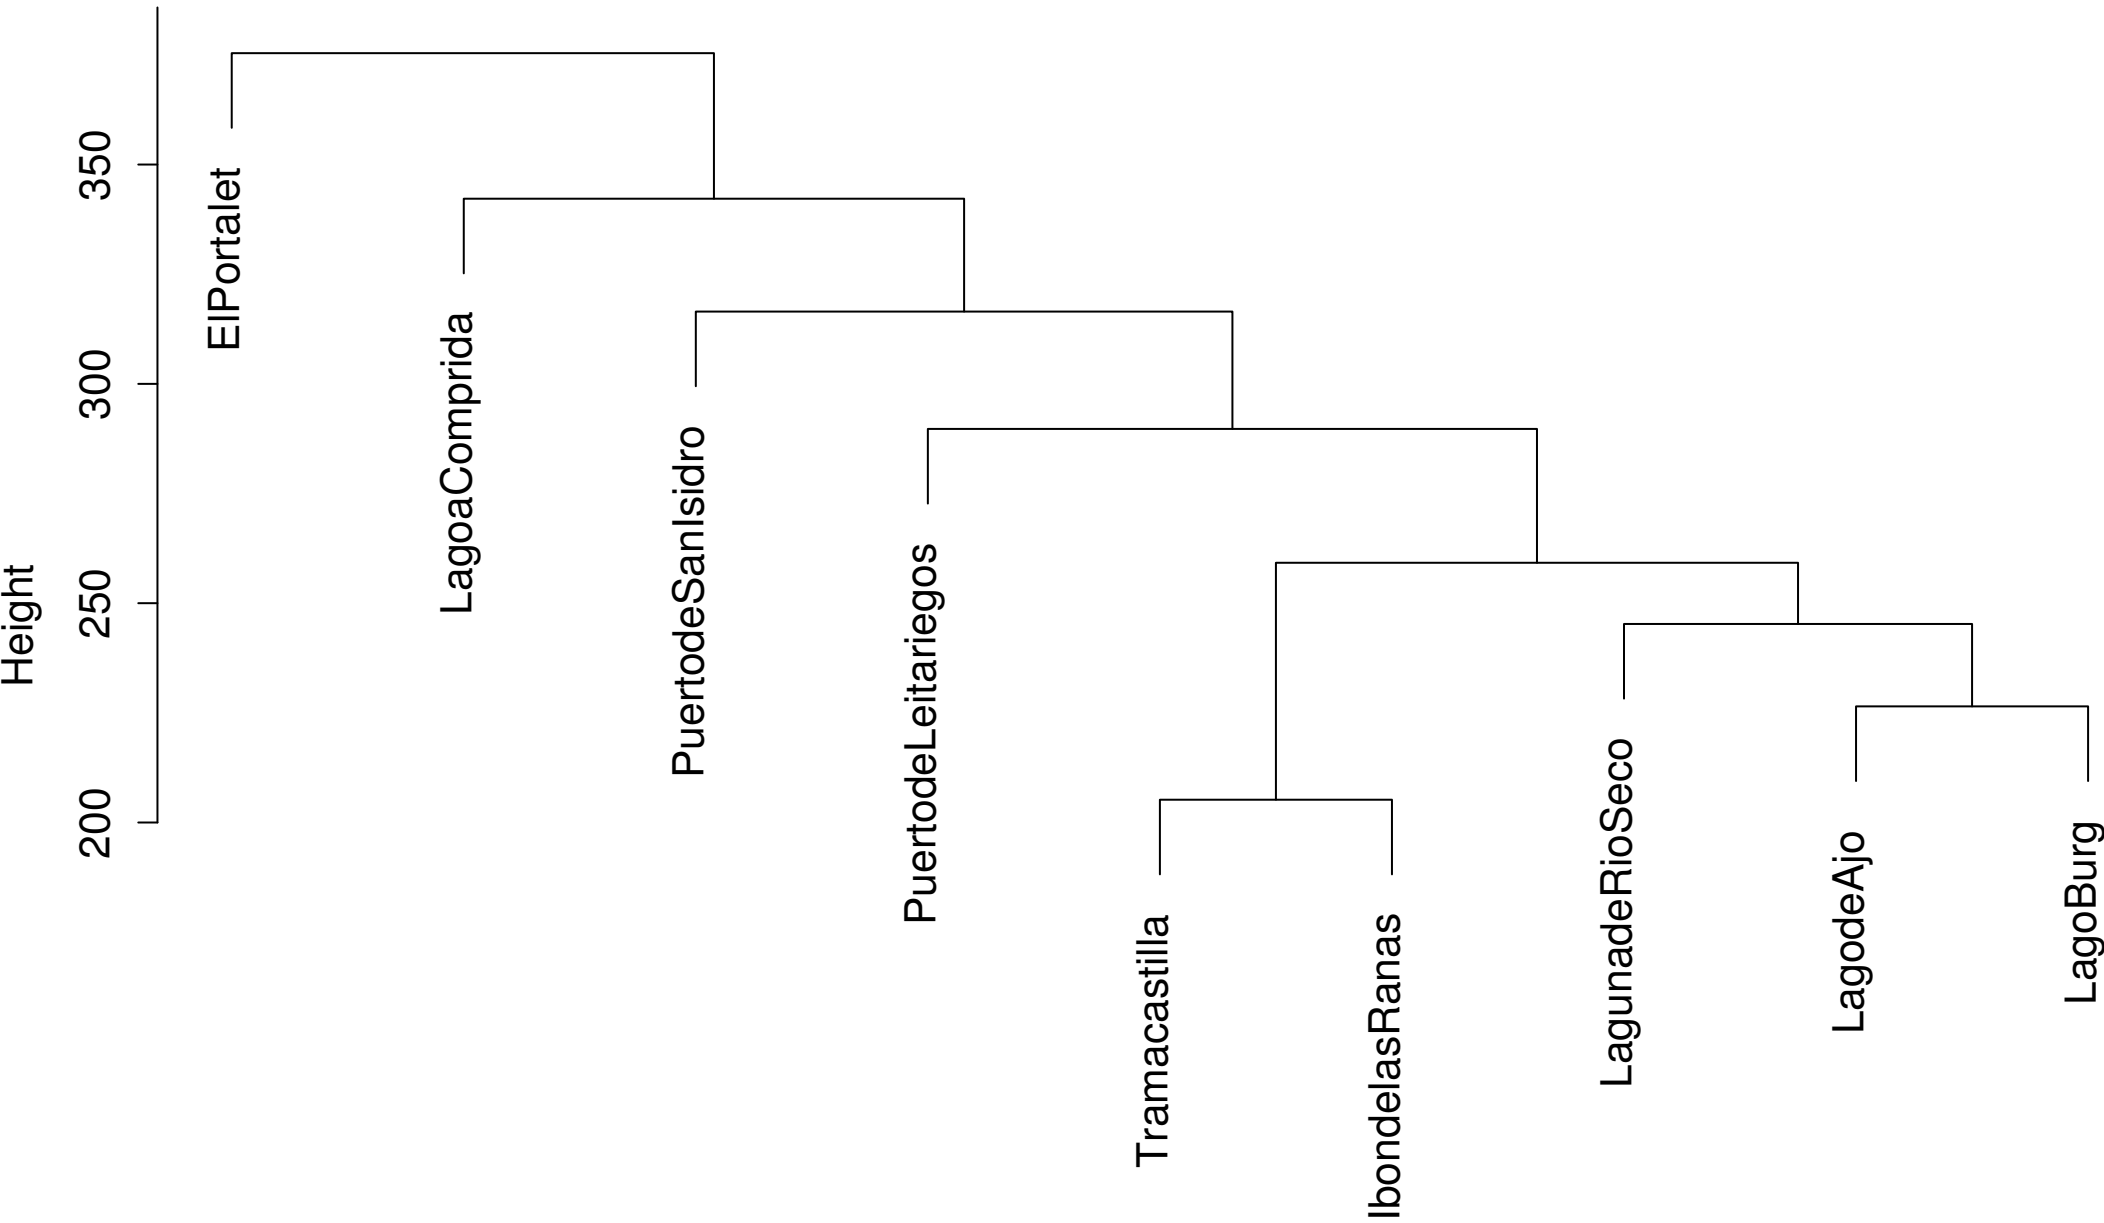 Height
350
300
250
200
ElPortalet
LagoaComprida
PuertodeSanIsidro
PuertodeLeitariegos
Tramacastilla
IbondelasRanas
LagunadeRioSeco
LagodeAjo
LagoBurg